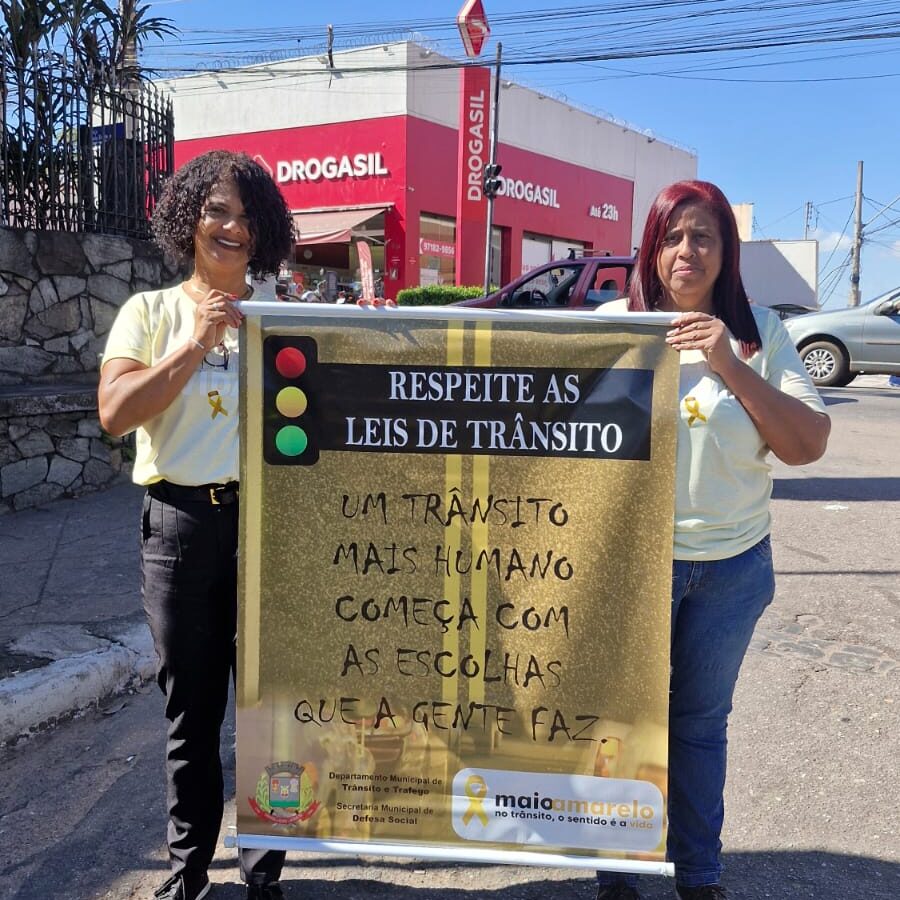 DROGASIL
DROGASIL
DROGASIL
Até 23h
RESPEITE AS
LEIS DE TRÂNSITO
UM TRÂNSITO
MAIS HUMANO
COMEÇA COM
AS ESCOLHAS
QUE A GENTE FAZ.
Departamento Municipal de
Trânsito e Trafego
Secretaria Municipal de
Defesa Social
maioamarelo
no trânsito, o sentido é a vida